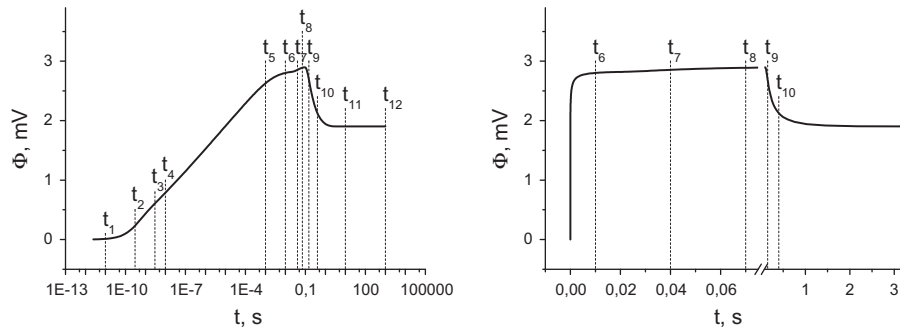 t₈
t₅ t₆ t₇ t₉
t₁₀
t₁₁ t₁₂
t₄
t₃
t₂
t₁
3
2
1
0
Φ, mV
1E-13 1E-10 1E-7 1E-4 0,1 100 100000
t, s
t₆ t₇ t₈ t₉
t₁₀
3
2
1
0
Φ, mV
0,00 0,02 0,04 0,06 1 2 3
t, s